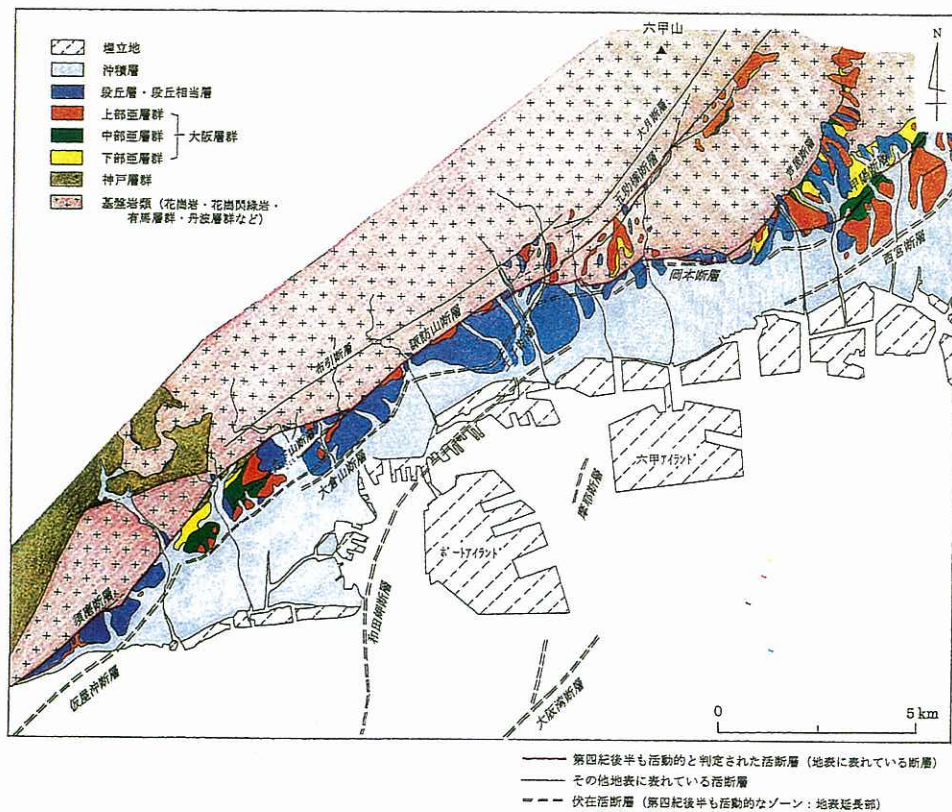 埋立地
沖積層
段丘層・段丘相当層
上部亜層群
中部亜層群
大阪層群
下部亜層群
神戸層群
基盤岩類（花崗岩・花崗閃緑岩・
有馬層群・丹波層群など）
六甲山
N
大月断層
五助橋断層
芦屋断層
甲陽断層
西宮断層
岡本断層
諏訪山断層
布引断層
大倉山断層
摩耶断層
六甲アイランド
ポートアイランド
和田岬断層
須磨断層
仮屋沖断層
大阪湾断層
0 5 km
第四紀後半も活動的と判定された活断層（地表に表れている断層）
その他地表に表れている活断層
伏在活断層（第四紀後半も活動的なゾーン：地表延長部）